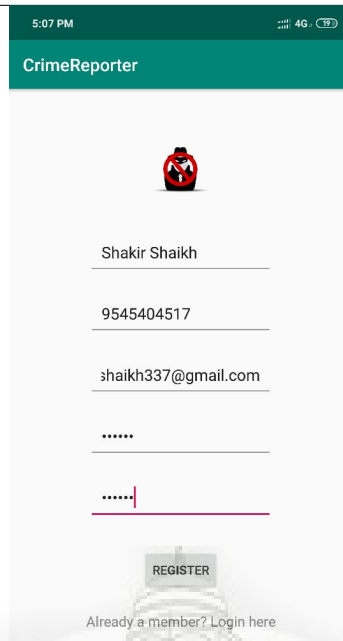 5:07 PM 4G 19
CrimeReporter
Shakir Shaikh
9545404517
shaikh337@gmail.com
••••••
••••••
REGISTER
Already a member? Login here